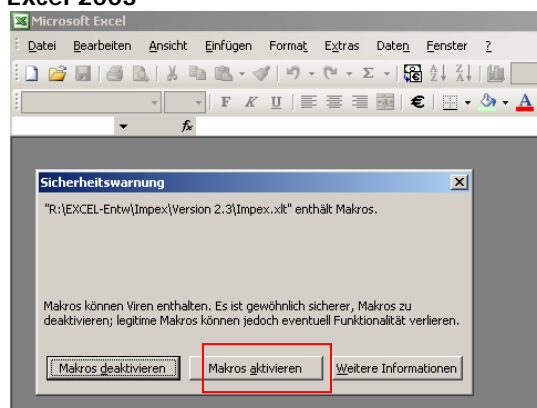 Excel 2003
Microsoft Excel
Datei Bearbeiten Ansicht Einfügen Format Extras Daten Fenster ?
F K U €  A
fx
Sicherheitswarnung
"R:\EXCEL-Entw\Impex\Version 2.3\Impex.xlt" enthält Makros.
Makros können Viren enthalten. Es ist gewöhnlich sicherer, Makros zu
deaktivieren; legitime Makros können jedoch eventuell Funktionalität verlieren.
Makros deaktivieren Makros aktivieren Weitere Informationen